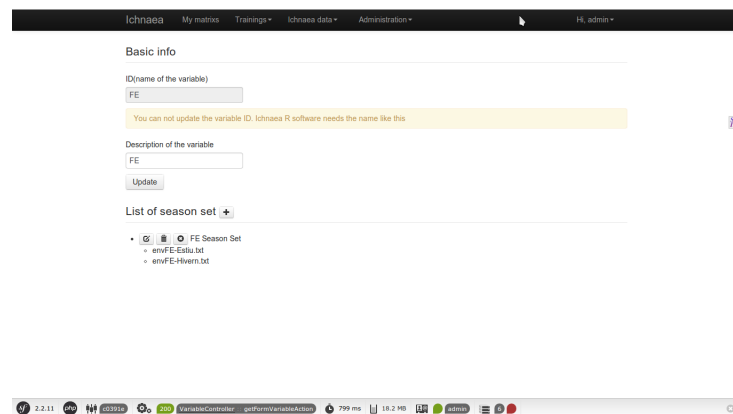 Ichnaea My matrixs Trainings Ichnaea data Administration Hi, admin
Basic info
ID(name of the variable)
FE
You can not update the variable ID. Ichnaea R software needs the name like this
Description of the variable
FE
Update
List of season set
FE Season Set
envFE-Estiu.txt
envFE-Hivern.txt
sf 2.2.11 php c0391e 200 VariableController :: getFormVariableAction 799 ms 18.2 MB admin 6